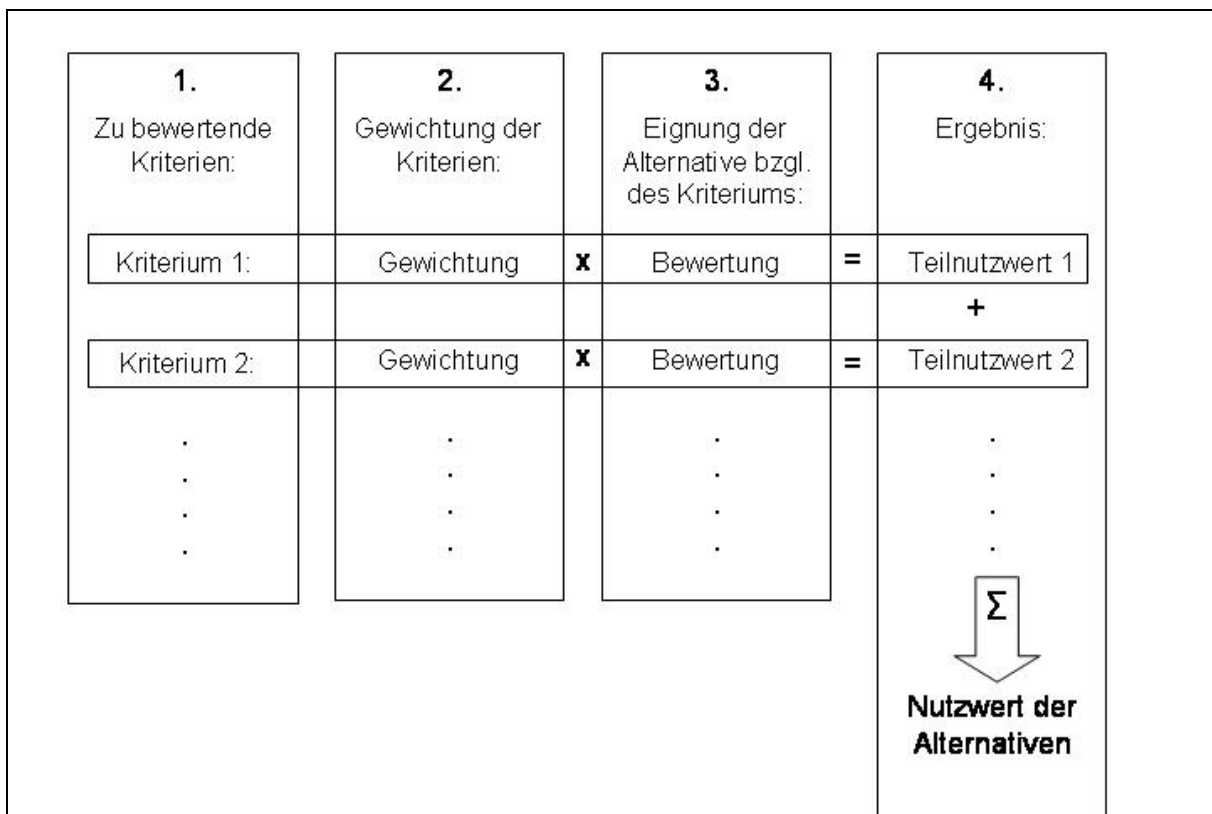 1.
Zu bewertende
Kriterien:
2.
Gewichtung der
Kriterien:
3.
Eignung der
Alternative bzgl.
des Kriteriums:
4.
Ergebnis:
Kriterium 1: Gewichtung x Bewertung = Teilnutzwert 1
+
Kriterium 2: Gewichtung x Bewertung = Teilnutzwert 2
. . . .
. . . .
. . . .
. . . .
Σ
Nutzwert der
Alternativen